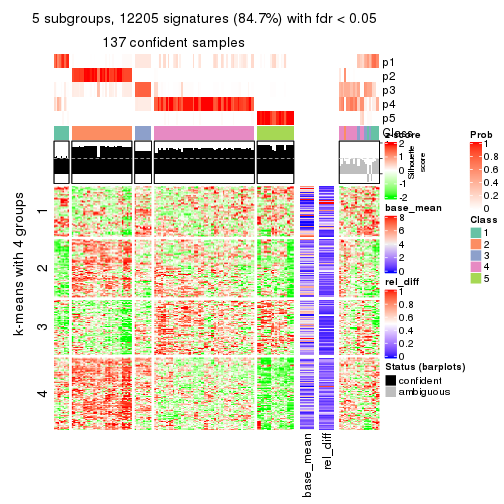 5 subgroups, 12205 signatures (84.7%) with fdr < 0.05
137 confident samples
p1
p2
p3
p4
p5
Class
z-score
2
1
0
-1
-2
Silhouette
score
Prob
1
0.8
0.6
0.4
0.2
0
base_mean
8
6
4
2
0
Class
1
2
3
4
5
rel_diff
1
0.8
0.6
0.4
0.2
0
Status (barplots)
confident
ambiguous
k-means with 4 groups
1
2
3
4
base_mean
rel_diff